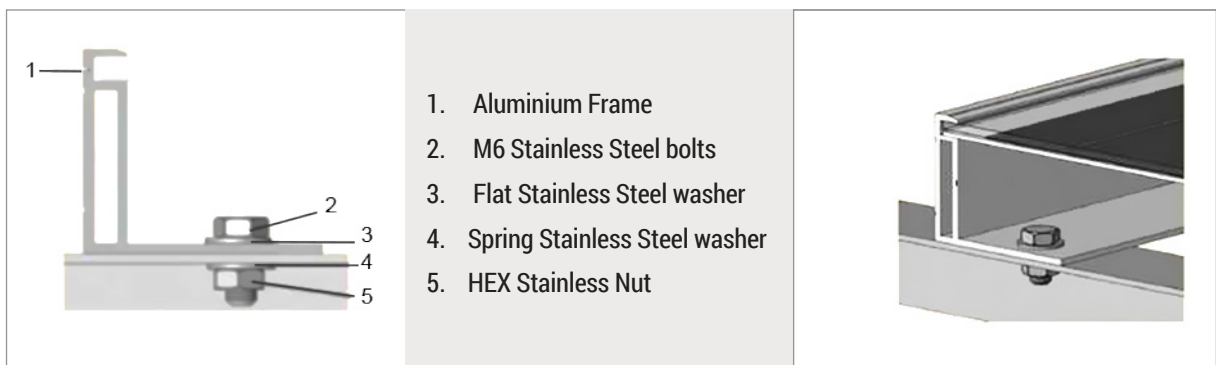 1
2
3
4
5
1. Aluminium Frame
2. M6 Stainless Steel bolts
3. Flat Stainless Steel washer
4. Spring Stainless Steel washer
5. HEX Stainless Nut